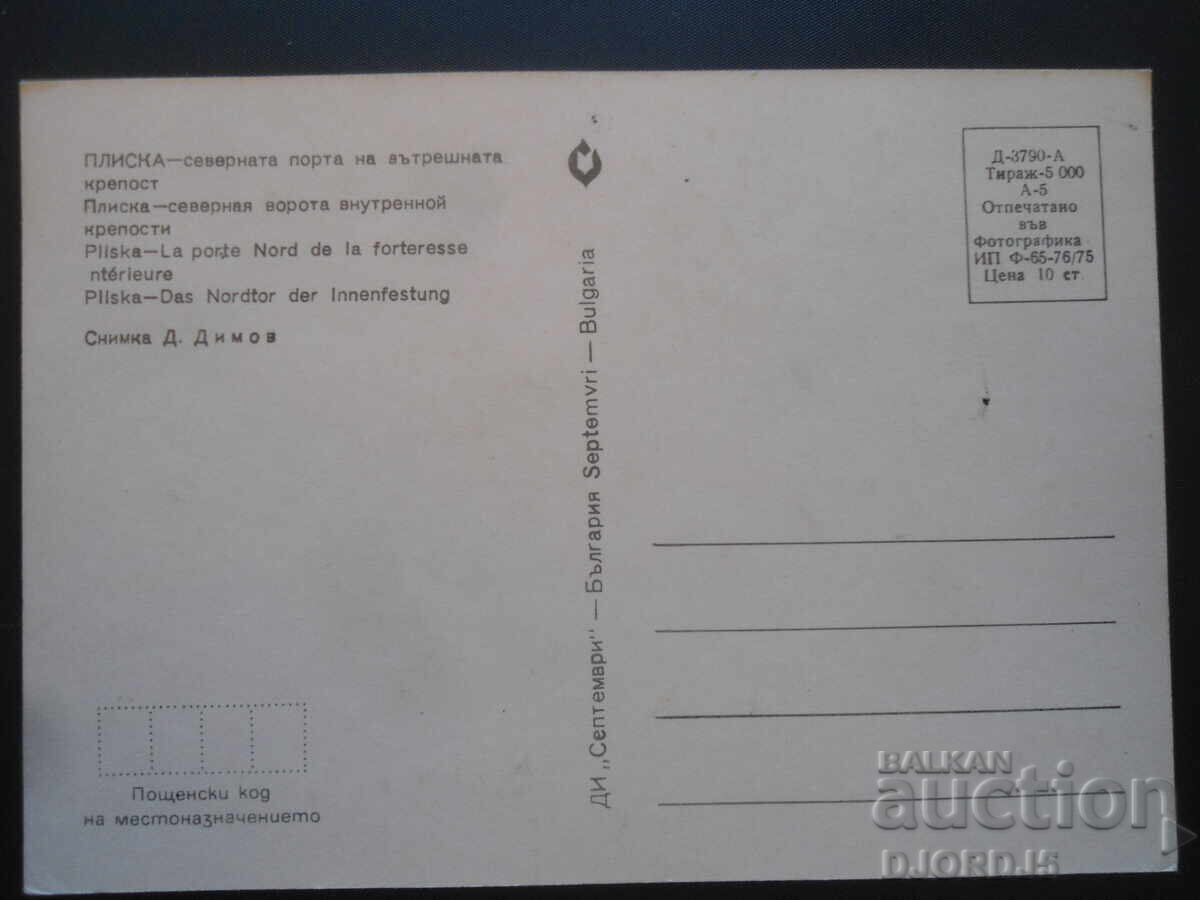 ПЛИСКА—северната порта на вътрешната
крепост
Плиска—северная ворота внутренной
крепости
Pliska—La porte Nord de la forteresse
ntérieure
Pliska—Das Nordtor der Innenfestung
Снимка Д. Димов
Пощенски код
на местоназначението
ДИ „Септември" — България Septemvri — Bulgaria
Д-3790-А
Тираж-5 000
А-5
Отпечатано
във
Фотографика
ИП Ф-65-76/75
Цена 10 ст.
BALKAN
auction
DJORDJ5